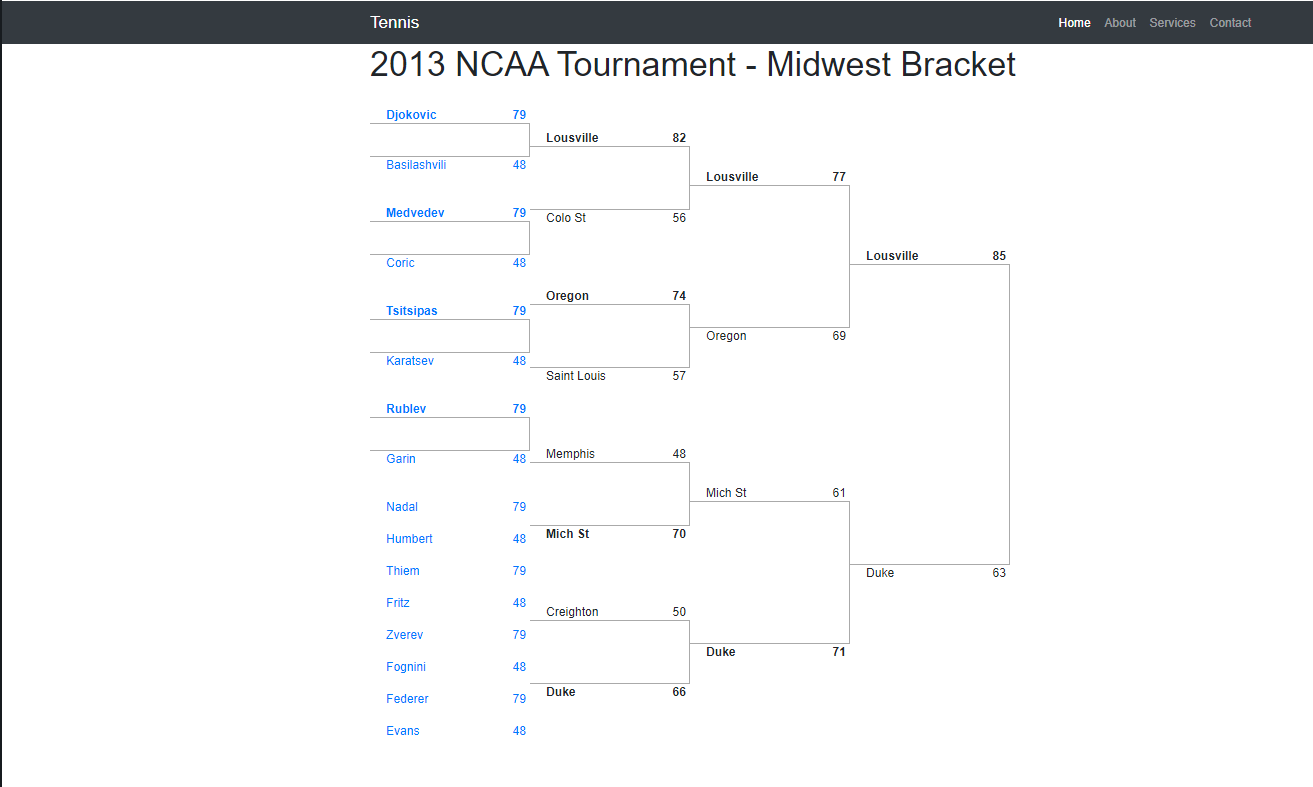 Tennis Home About Services Contact
2013 NCAA Tournament - Midwest Bracket
Djokovic 79
Basilashvili 48
Medvedev 79
Coric 48
Tsitsipas 79
Karatsev 48
Rublev 79
Garin 48
Nadal 79
Humbert 48
Thiem 79
Fritz 48
Zverev 79
Fognini 48
Federer 79
Evans 48
Lousville 82
Colo St 56
Oregon 74
Saint Louis 57
Memphis 48
Mich St 70
Creighton 50
Duke 66
Lousville 77
Oregon 69
Mich St 61
Duke 71
Lousville 85
Duke 63